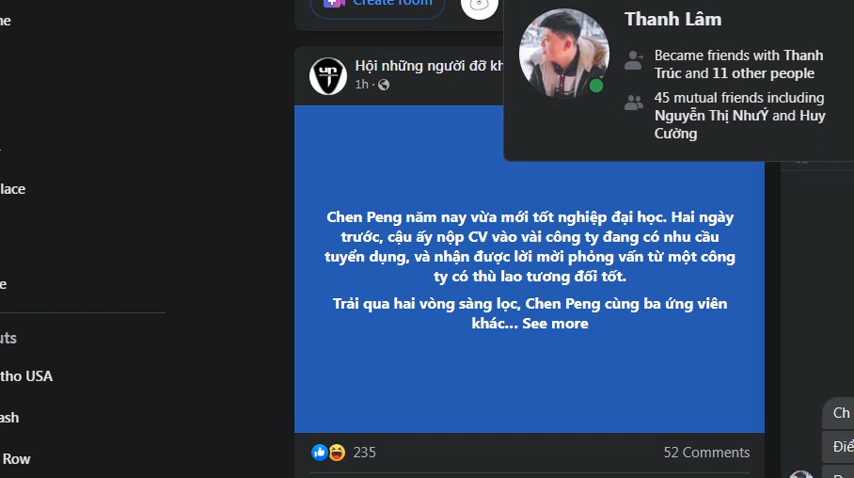 Create room
Thanh Lâm
Became friends with Thanh
Trúc and 11 other people
45 mutual friends including
Nguyễn Thị NhuÝ and Huy
Cường
Hội những người đỡ kh
1h ·
Chen Peng năm nay vừa mới tốt nghiệp đại học. Hai ngày
trước, cậu ấy nộp CV vào vài công ty đang có nhu cầu
tuyển dụng, và nhận được lời mời phỏng vấn từ một công
ty có thù lao tương đối tốt.
Trải qua hai vòng sàng lọc, Chen Peng cùng ba ứng viên
khác... See more
235
52 Comments
ne
lace
e
uts
tho USA
ash
Row
Ch
Điể